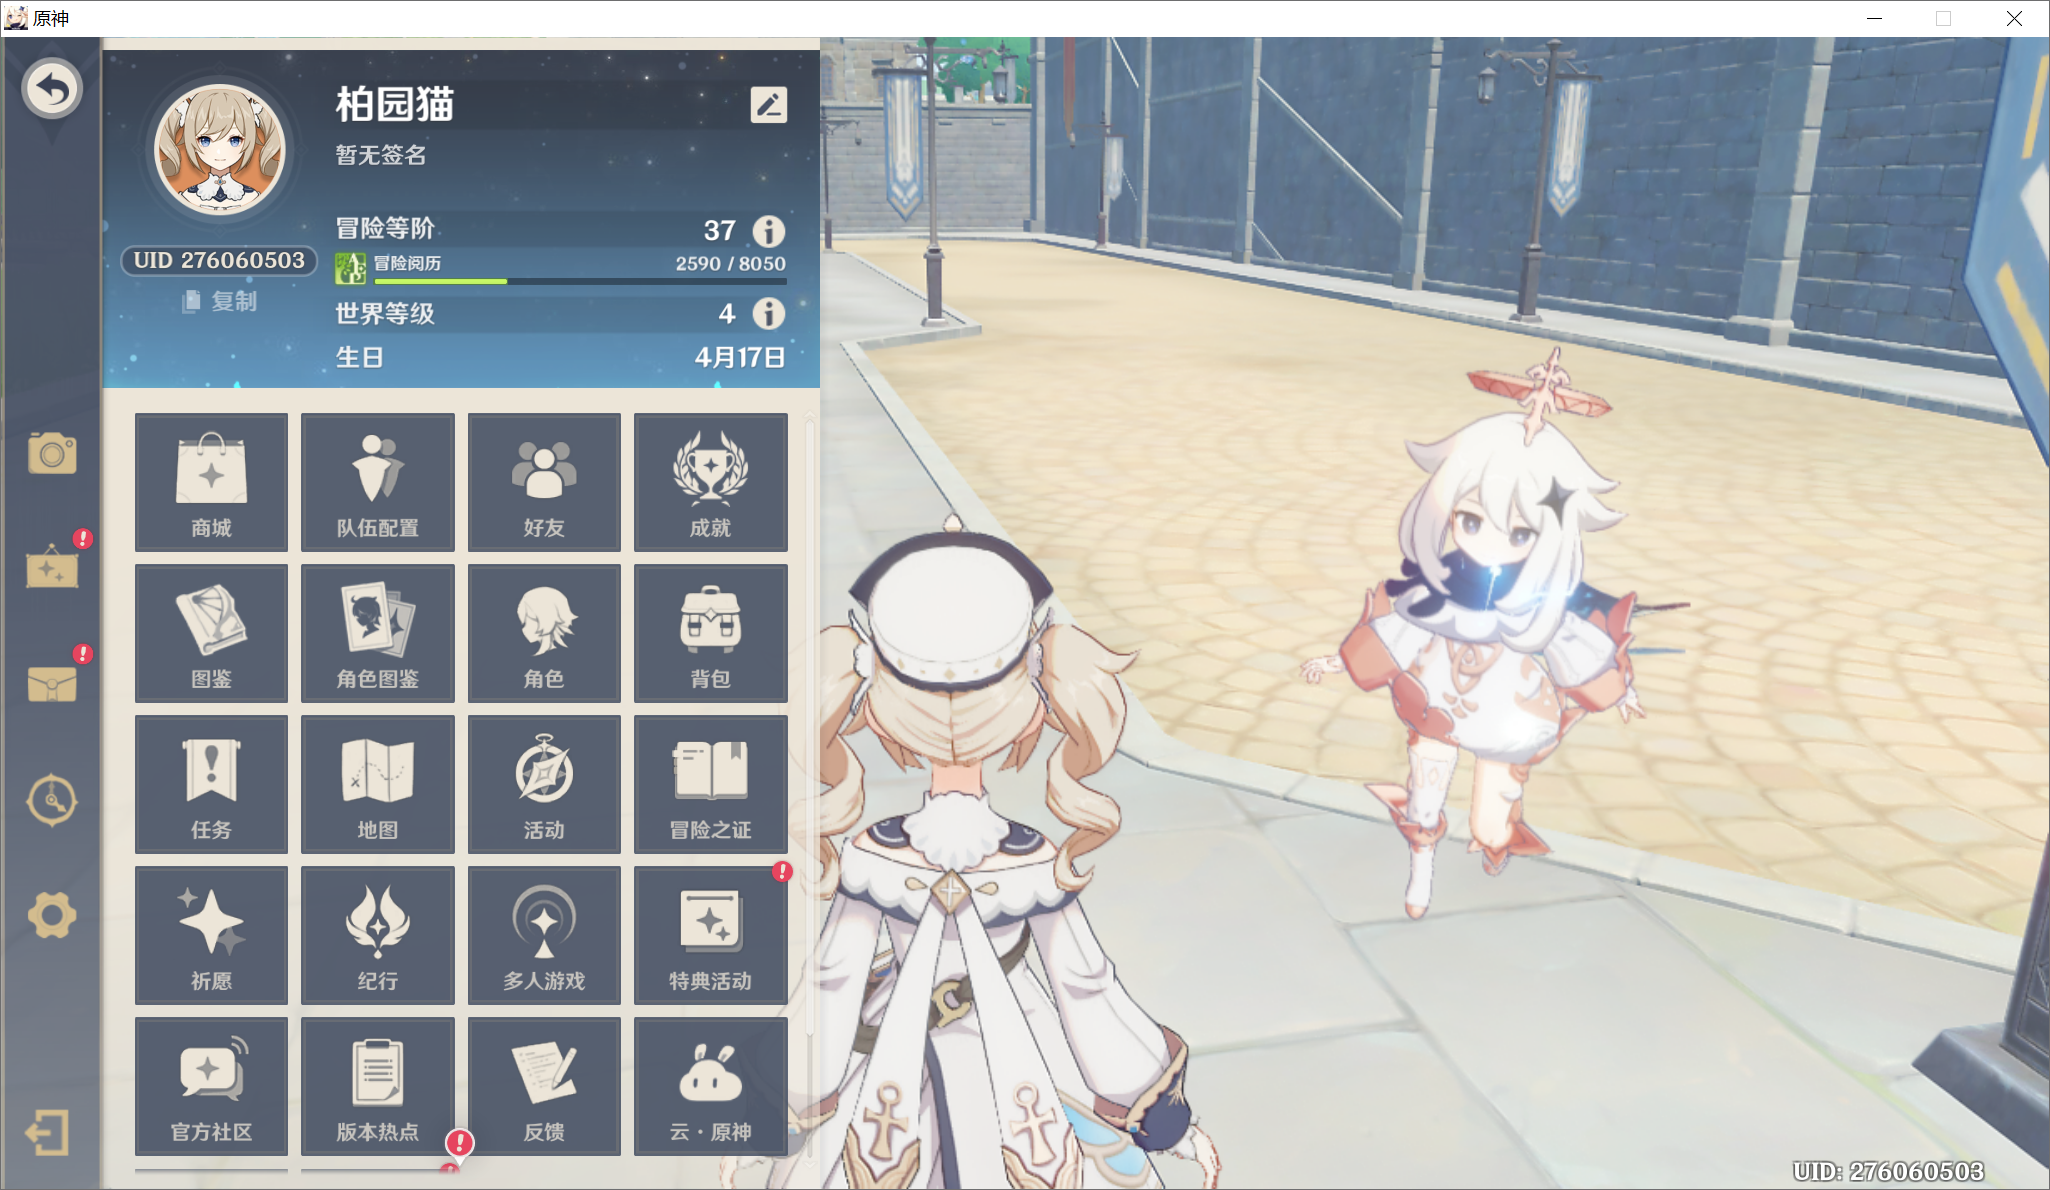 原神
柏园猫
暂无签名
冒险等阶 37
UID 276060503
冒险阅历 2590 / 8050
复制
世界等级 4
生日 4月17日
商城 队伍配置 好友 成就
图鉴 角色图鉴 角色 背包
任务 地图 活动 冒险之证
祈愿 纪行 多人游戏 特典活动
官方社区 版本热点 反馈 云·原神
UID: 276060503